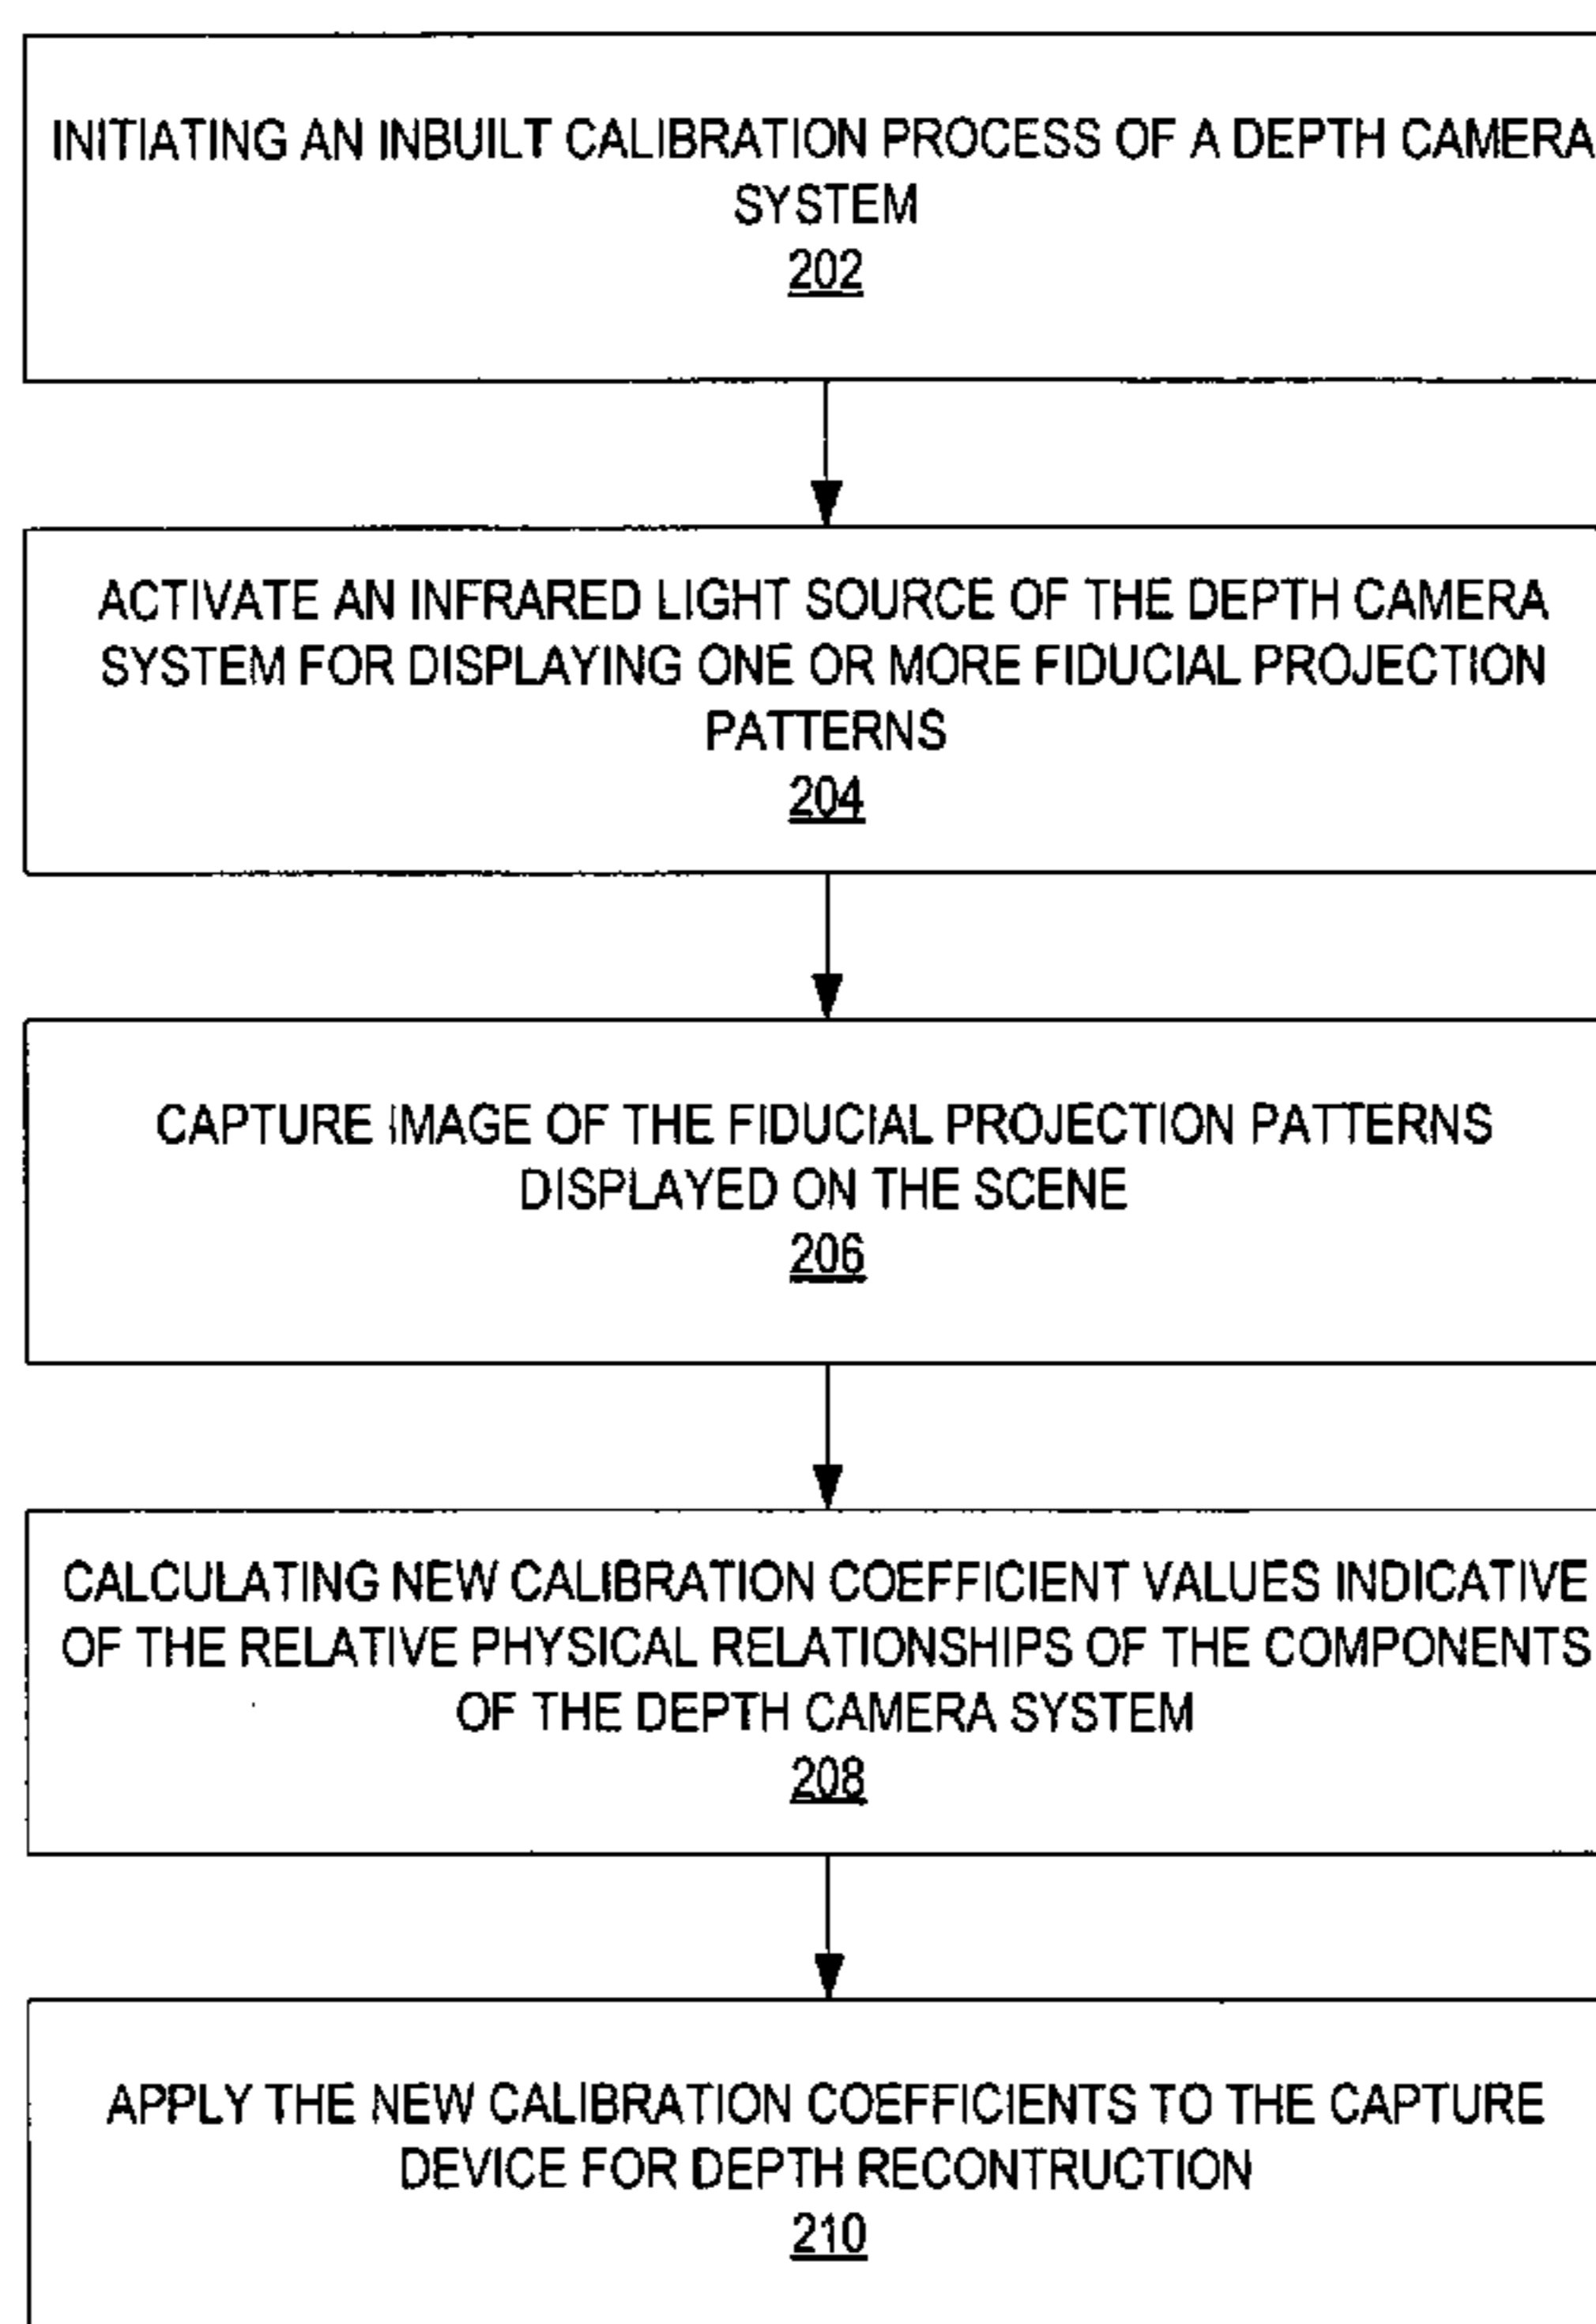 INITIATING AN INBUILT CALIBRATION PROCESS OF A DEPTH CAMERA
SYSTEM
202
ACTIVATE AN INFRARED LIGHT SOURCE OF THE DEPTH CAMERA
SYSTEM FOR DISPLAYING ONE OR MORE FIDUCIAL PROJECTION
PATTERNS
204
CAPTURE IMAGE OF THE FIDUCIAL PROJECTION PATTERNS
DISPLAYED ON THE SCENE
206
CALCULATING NEW CALIBRATION COEFFICIENT VALUES INDICATIVE
OF THE RELATIVE PHYSICAL RELATIONSHIPS OF THE COMPONENTS
OF THE DEPTH CAMERA SYSTEM
208
APPLY THE NEW CALIBRATION COEFFICIENTS TO THE CAPTURE
DEVICE FOR DEPTH RECONTRUCTION
210